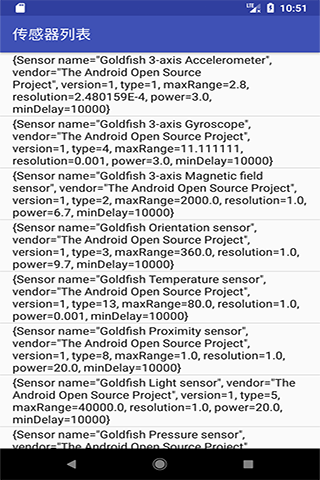 LTE 10:51
传感器列表
{Sensor name="Goldfish 3-axis Accelerometer",
vendor="The Android Open Source
Project", version=1, type=1, maxRange=2.8,
resolution=2.480159E-4, power=3.0,
minDelay=10000}
{Sensor name="Goldfish 3-axis Gyroscope",
vendor="The Android Open Source Project",
version=1, type=4, maxRange=11.111111,
resolution=0.001, power=3.0, minDelay=10000}
{Sensor name="Goldfish 3-axis Magnetic field
sensor", vendor="The Android Open Source Project",
version=1, type=2, maxRange=2000.0, resolution=1.0,
power=6.7, minDelay=10000}
{Sensor name="Goldfish Orientation sensor",
vendor="The Android Open Source Project",
version=1, type=3, maxRange=360.0, resolution=1.0,
power=9.7, minDelay=10000}
{Sensor name="Goldfish Temperature sensor",
vendor="The Android Open Source Project",
version=1, type=13, maxRange=80.0, resolution=1.0,
power=0.001, minDelay=10000}
{Sensor name="Goldfish Proximity sensor",
vendor="The Android Open Source Project",
version=1, type=8, maxRange=1.0, resolution=1.0,
power=20.0, minDelay=10000}
{Sensor name="Goldfish Light sensor", vendor="The
Android Open Source Project", version=1, type=5,
maxRange=40000.0, resolution=1.0, power=20.0,
minDelay=10000}
{Sensor name="Goldfish Pressure sensor",
vendor="The Android Open Source Project",